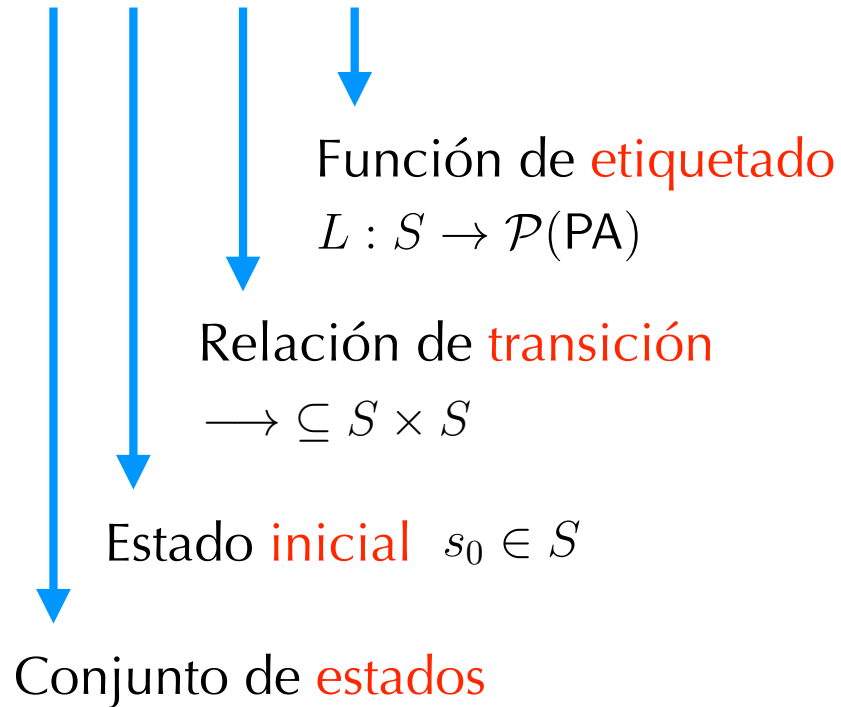 Función de etiquetado
L : S → 𝒫(PA)
Relación de transición
⟶ ⊆ S × S
Estado inicial s₀ ∈ S
Conjunto de estados